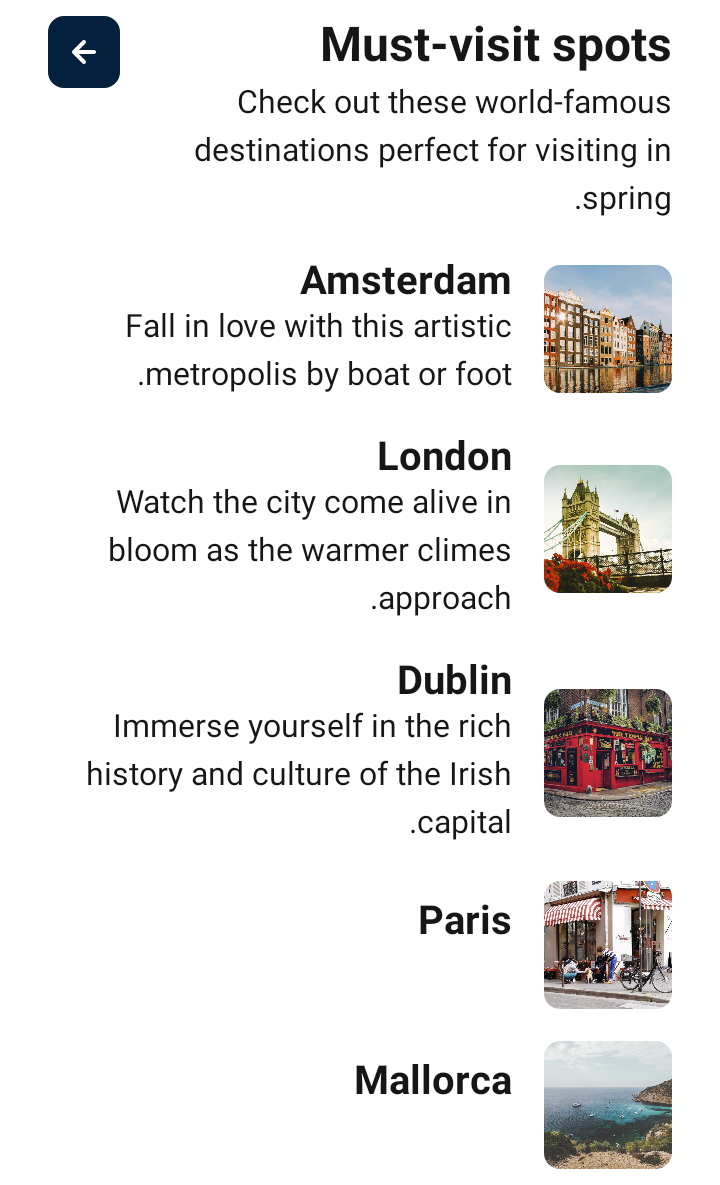 Must-visit spots
Check out these world-famous
destinations perfect for visiting in
.spring
Amsterdam
Fall in love with this artistic
.metropolis by boat or foot
London
Watch the city come alive in
bloom as the warmer climes
.approach
Dublin
Immerse yourself in the rich
history and culture of the Irish
.capital
Paris
Mallorca